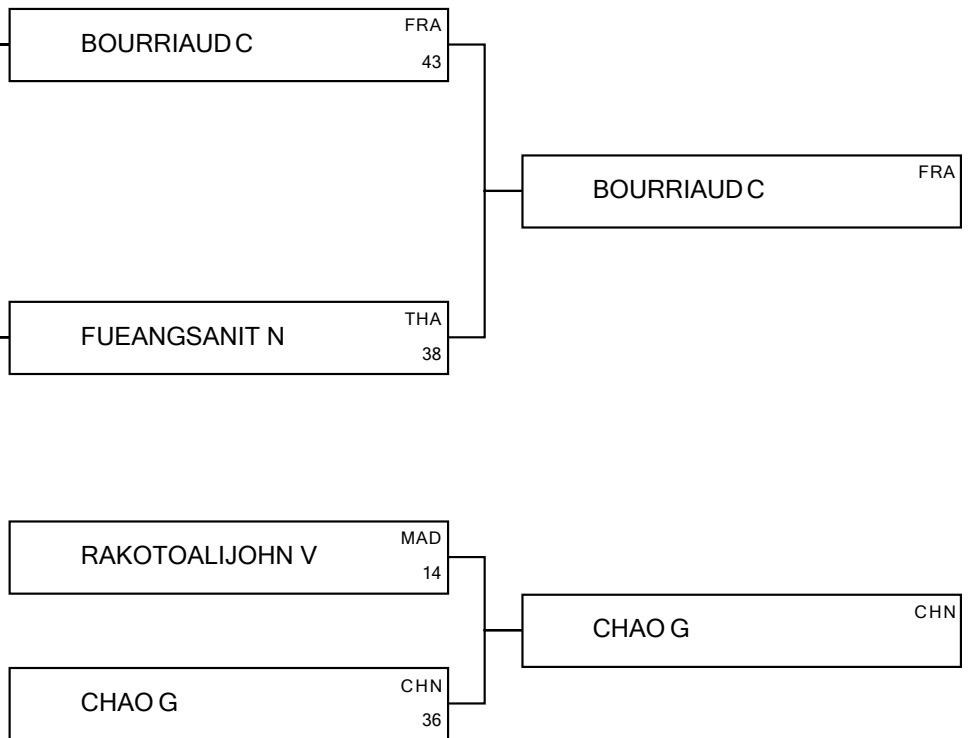 BOURRIAUD C FRA
43
BOURRIAUD C FRA
FUEANGSANIT N THA
38
RAKOTOALIJOHN V MAD
14
CHAO G CHN
CHAO G CHN
36